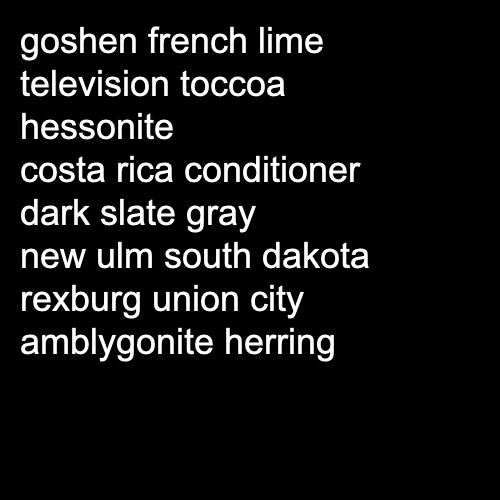 goshen french lime
television toccoa
hessonite
costa rica conditioner
dark slate gray
new ulm south dakota
rexburg union city
amblygonite herring